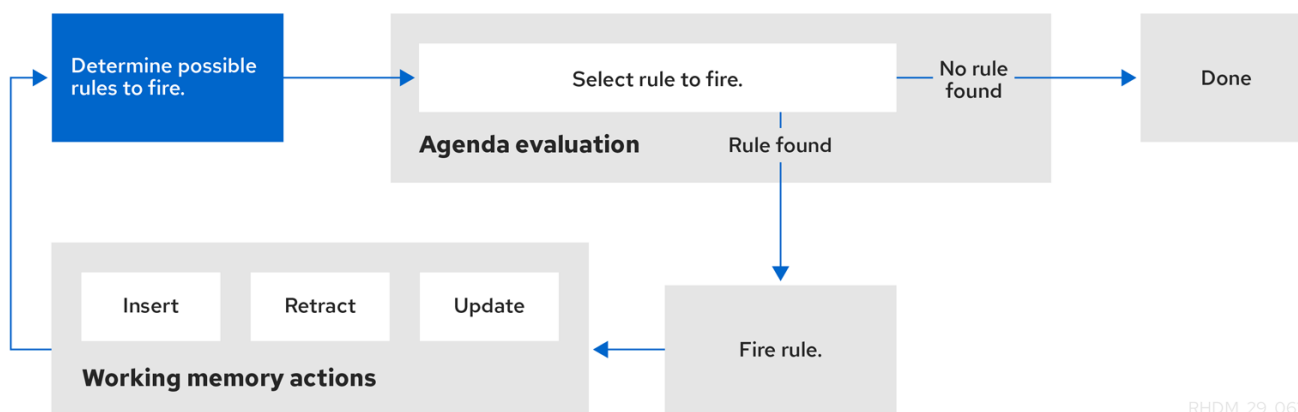 Determine possible
rules to fire.
Select rule to fire.
No rule
found
Done
Agenda evaluation
Rule found
Insert
Retract
Update
Fire rule.
Working memory actions
RHDM_29_06